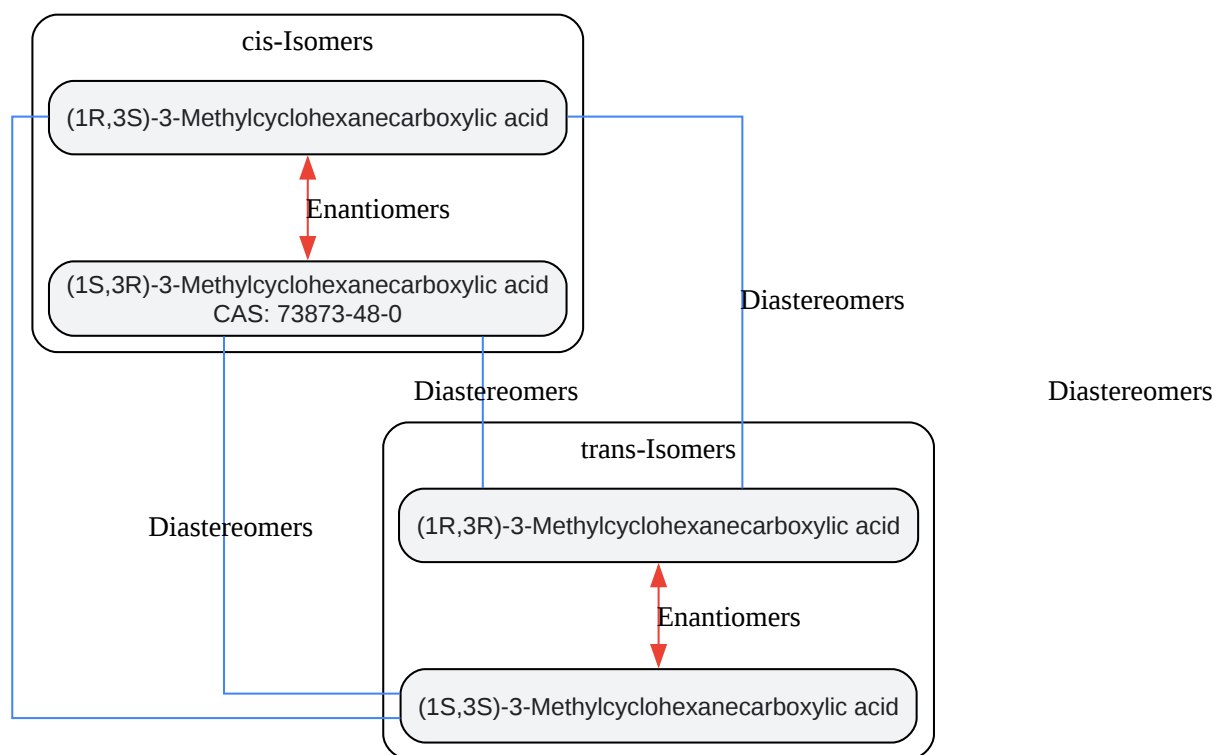 cis-Isomers
(1R,3S)-3-Methylcyclohexanecarboxylic acid
Enantiomers
(1S,3R)-3-Methylcyclohexanecarboxylic acid
CAS: 73873-48-0
Diastereomers
Diastereomers
Diastereomers
trans-Isomers
(1R,3R)-3-Methylcyclohexanecarboxylic acid
Diastereomers
Enantiomers
(1S,3S)-3-Methylcyclohexanecarboxylic acid